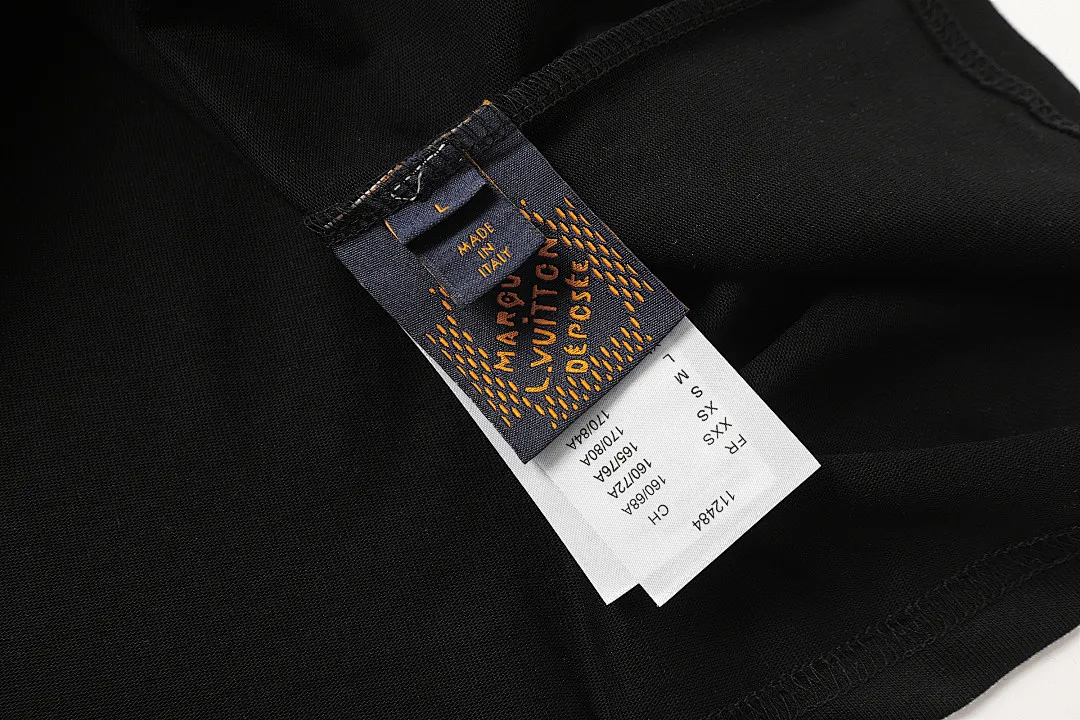 L
MADE
IN
ITALY
MARQU
L.VUITTON
DÉPOSÉE
112484
FR
XXS
XS
S
M
L
CH
160/68A
160/72A
165/76A
170/80A
170/84A